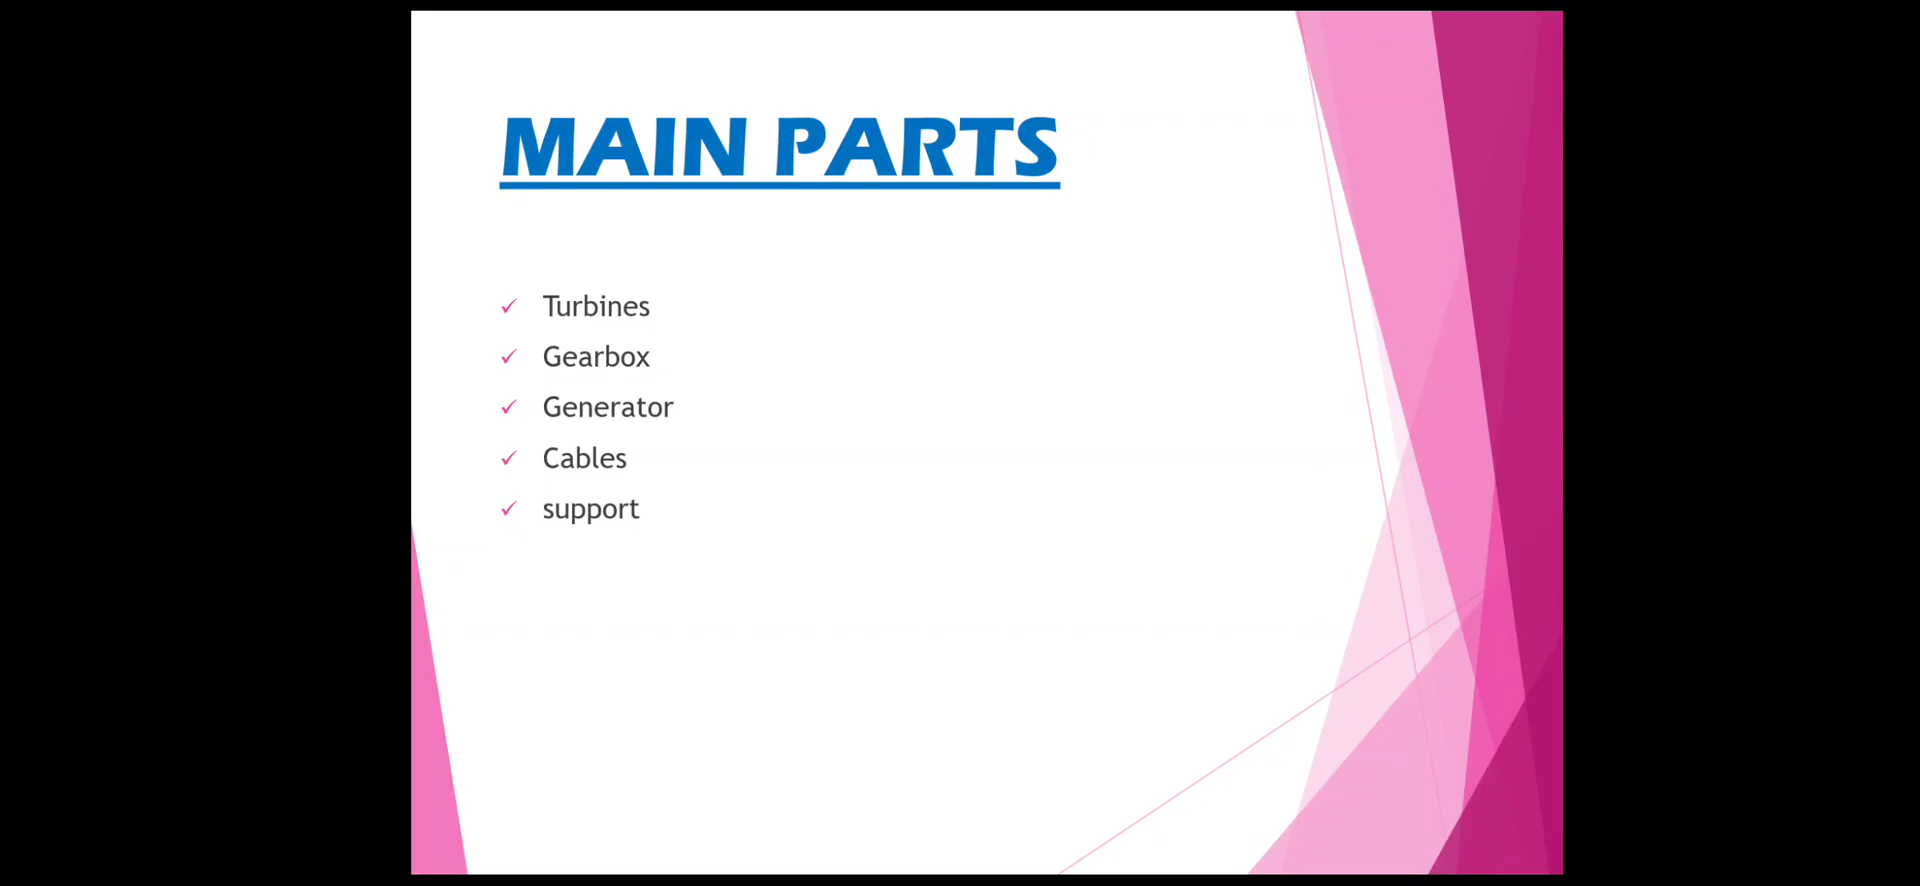 MAIN PARTS
Turbines
Gearbox
Generator
Cables
support